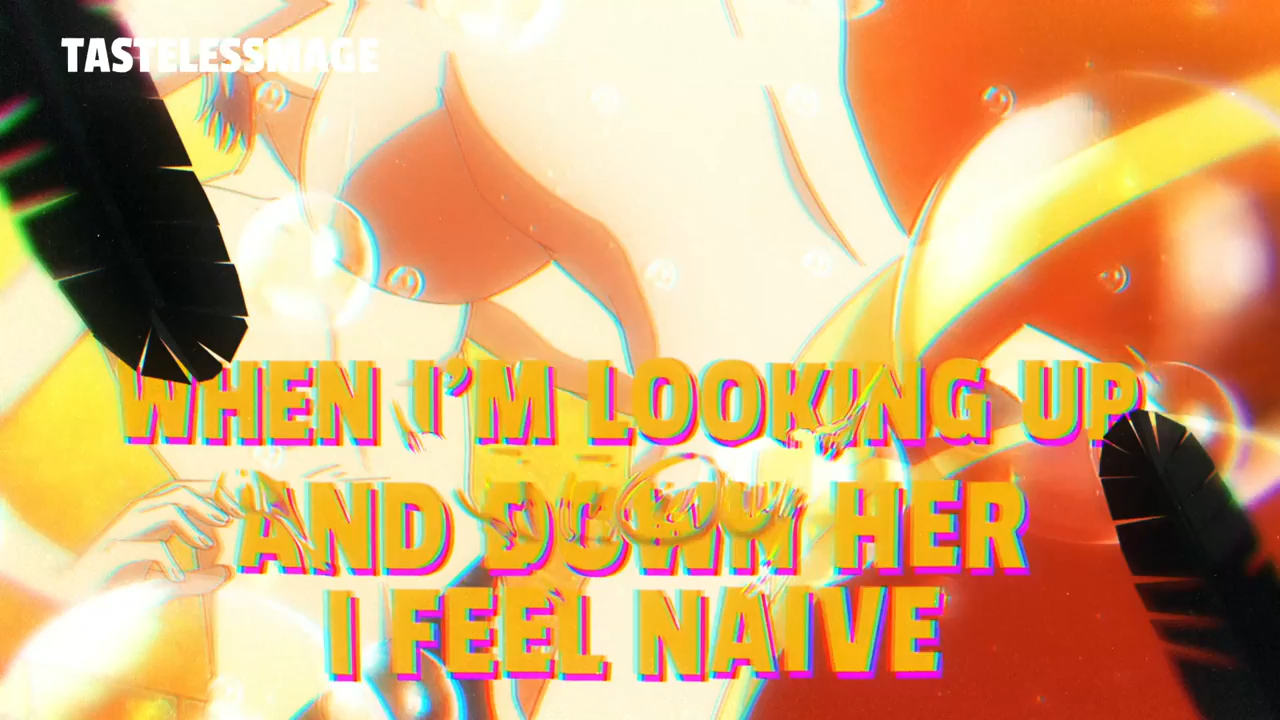 TASTELESSMAGE
WHEN I'M LOOKING UP
AND DOWN HER
I FEEL NAIVE